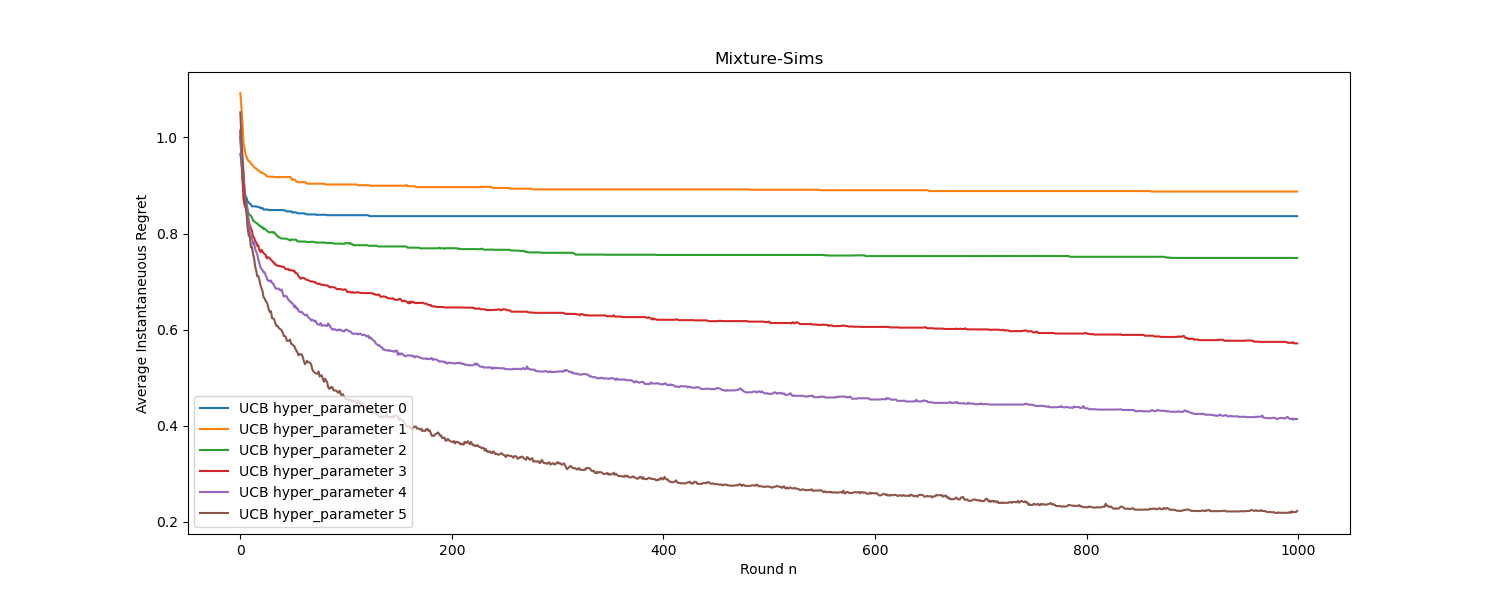 Mixture-Sims
Average Instantaneuous Regret
1.0
0.8
0.6
0.4
0.2
UCB hyper_parameter 0
UCB hyper_parameter 1
UCB hyper_parameter 2
UCB hyper_parameter 3
UCB hyper_parameter 4
UCB hyper_parameter 5
0 200 400 600 800 1000
Round n